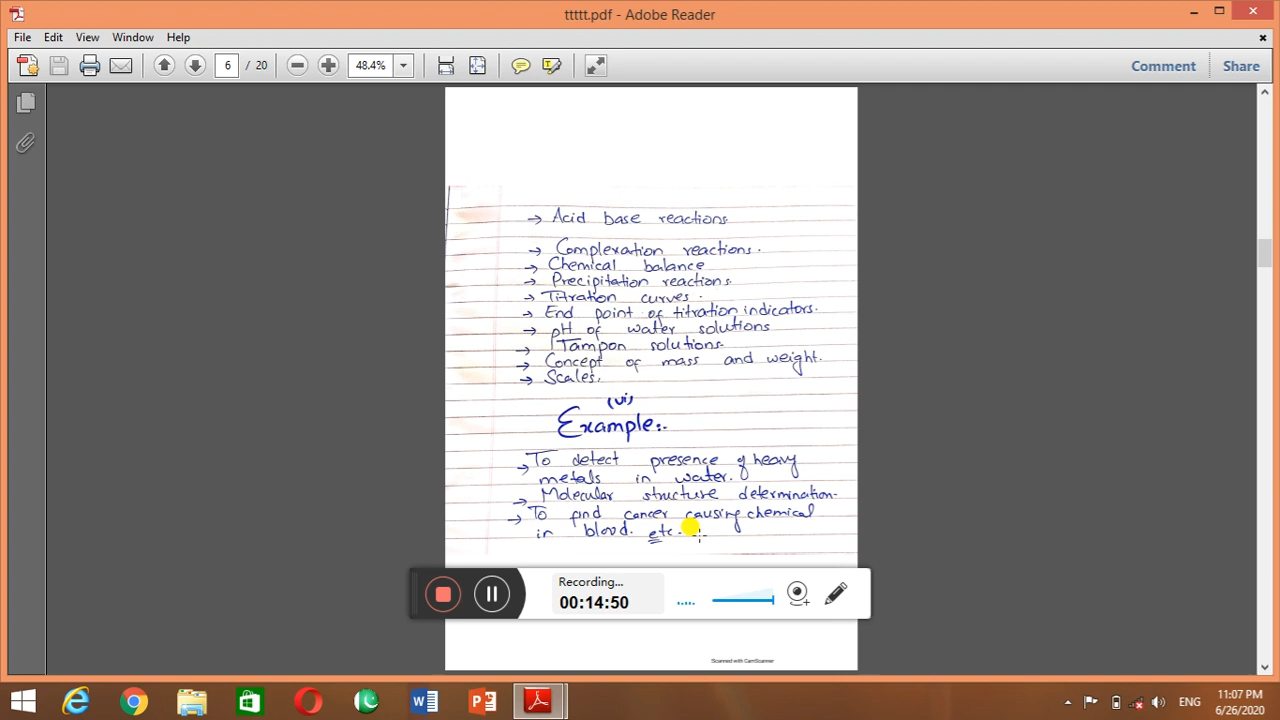 ttttt.pdf - Adobe Reader
File Edit View Window Help
6 / 20
48.4%
Comment Share
→ Acid base reactions
→ Complexation reactions.
→ Chemical balance
→ Precipitation reactions.
→ Titration curves.
→ End point of titration indicators.
→ pH of water solutions
→ Tampon solutions.
→ Concept of mass and weight.
→ Scales.
(vi)
Example:.
→ To detect presence of heavy
metals in water.
→ Molecular structure determination.
→ To find cancer causing chemical
in blood. etc.
Recording...
00:14:50
Scanned with CamScanner
ENG
11:07 PM
6/26/2020